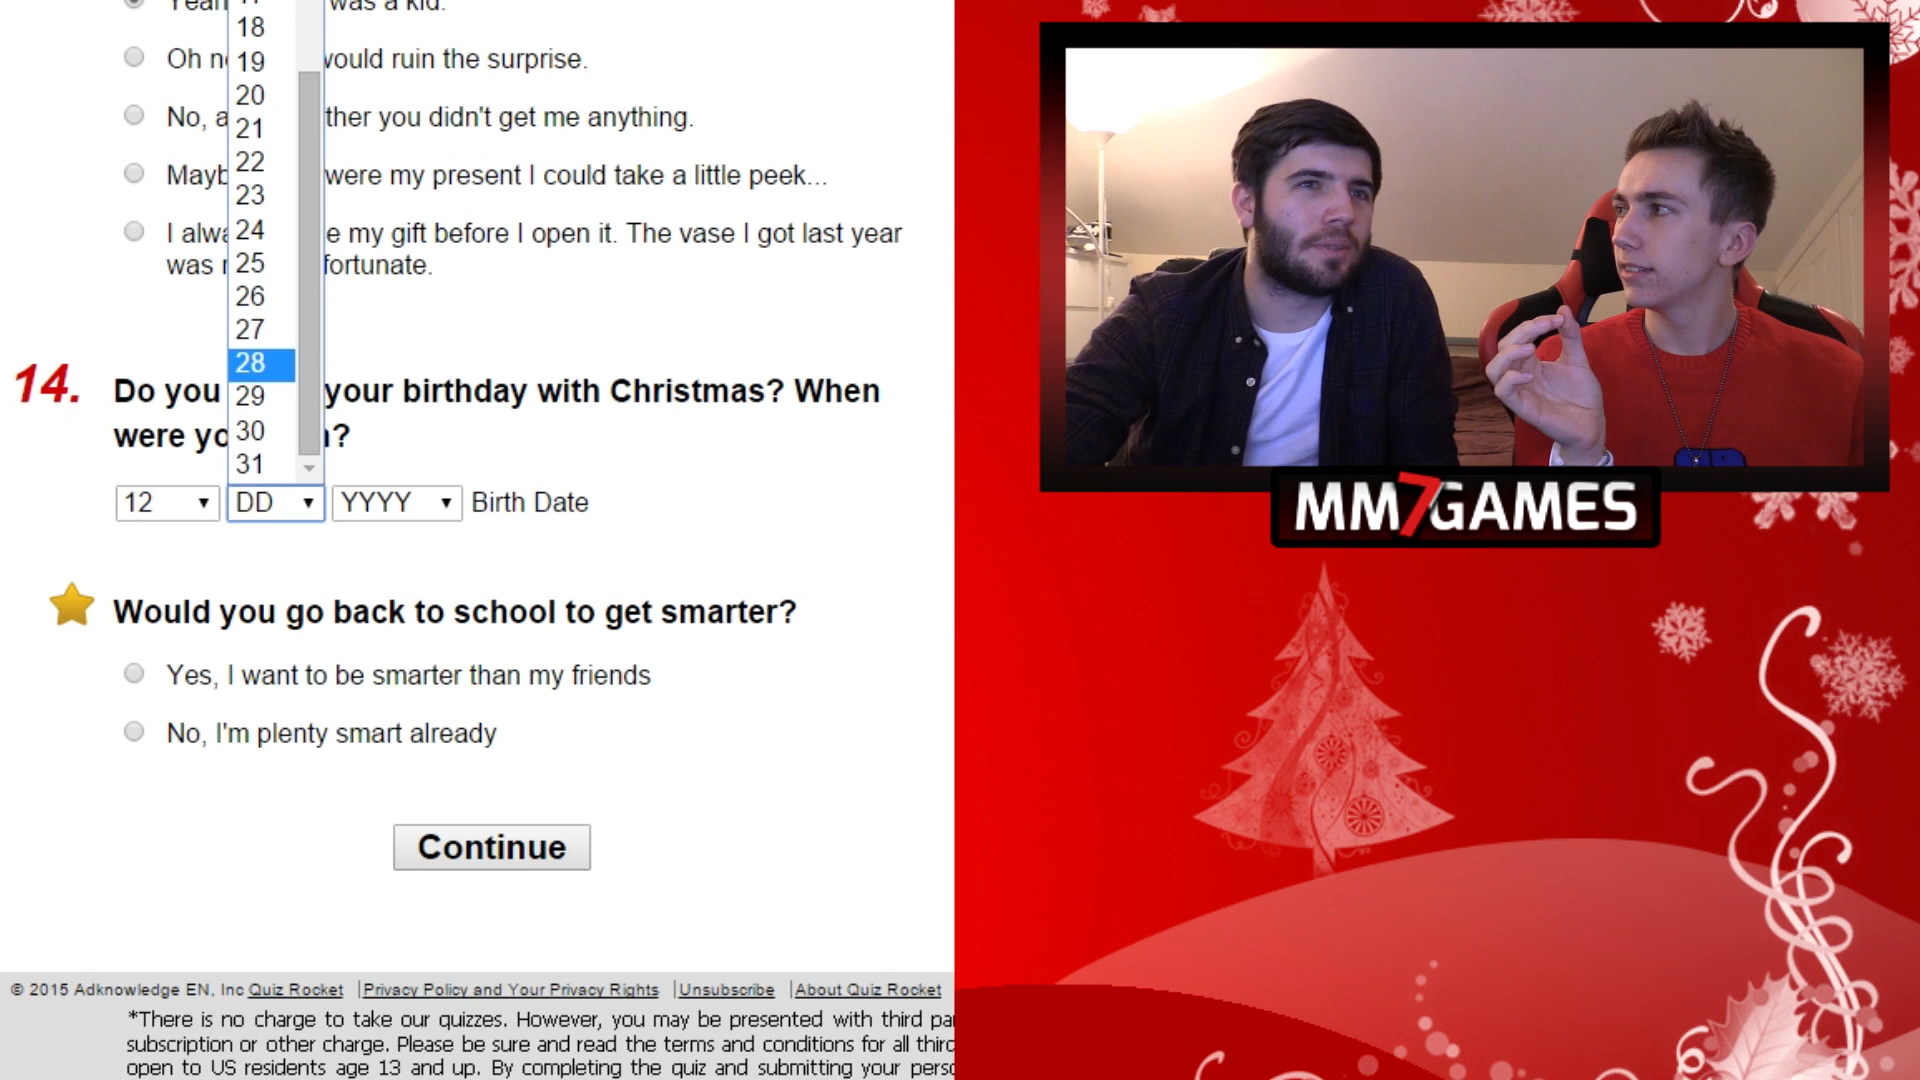 Yeah was a kid.
17
18
Oh no would ruin the surprise.
19
20
No, a ther you didn't get me anything.
21
22
Mayb were my present I could take a little peek...
23
24
I alwa e my gift before I open it. The vase I got last year
25
was r fortunate.
26
27
28
14. Do you your birthday with Christmas? When
29
were yo n?
30
31
12 DD YYYY Birth Date
Would you go back to school to get smarter?
Yes, I want to be smarter than my friends
No, I'm plenty smart already
Continue
© 2015 Adknowledge EN, Inc Quiz Rocket |Privacy Policy and Your Privacy Rights |Unsubscribe |About Quiz Rocket
*There is no charge to take our quizzes. However, you may be presented with third pa
subscription or other charge. Please be sure and read the terms and conditions for all thir
open to US residents age 13 and up. By completing the quiz and submitting your perso
MM7GAMES